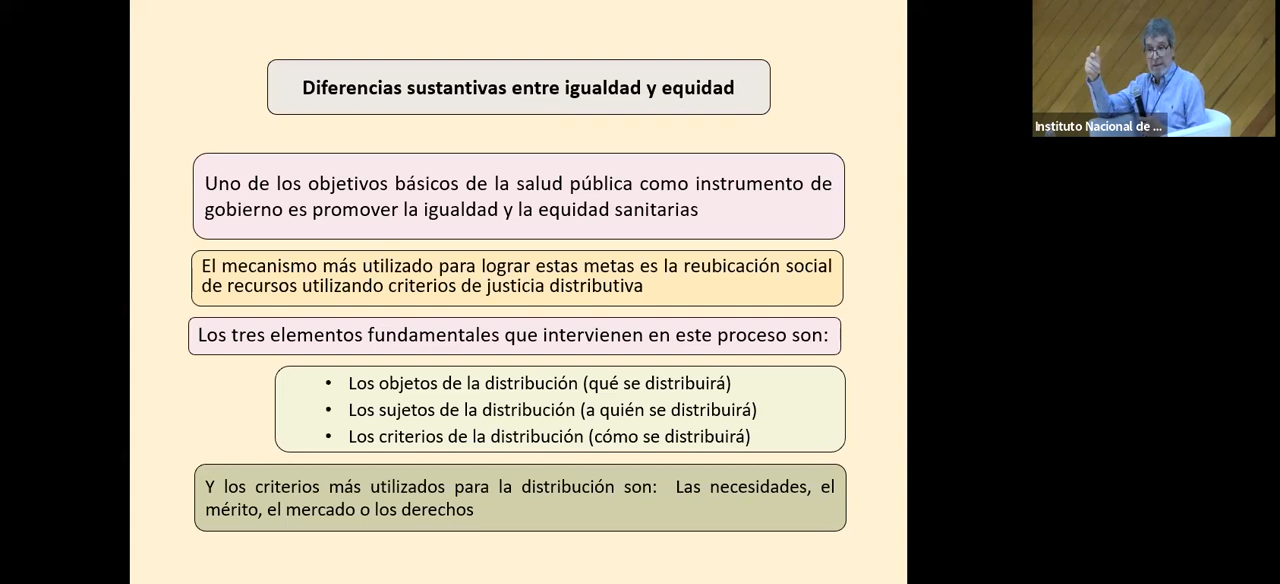 Diferencias sustantivas entre igualdad y equidad
Uno de los objetivos básicos de la salud pública como instrumento de
gobierno es promover la igualdad y la equidad sanitarias
El mecanismo más utilizado para lograr estas metas es la reubicación social
de recursos utilizando criterios de justicia distributiva
Los tres elementos fundamentales que intervienen en este proceso son:
• Los objetos de la distribución (qué se distribuirá)
• Los sujetos de la distribución (a quién se distribuirá)
• Los criterios de la distribución (cómo se distribuirá)
Y los criterios más utilizados para la distribución son: Las necesidades, el
mérito, el mercado o los derechos
Instituto Nacional de ...